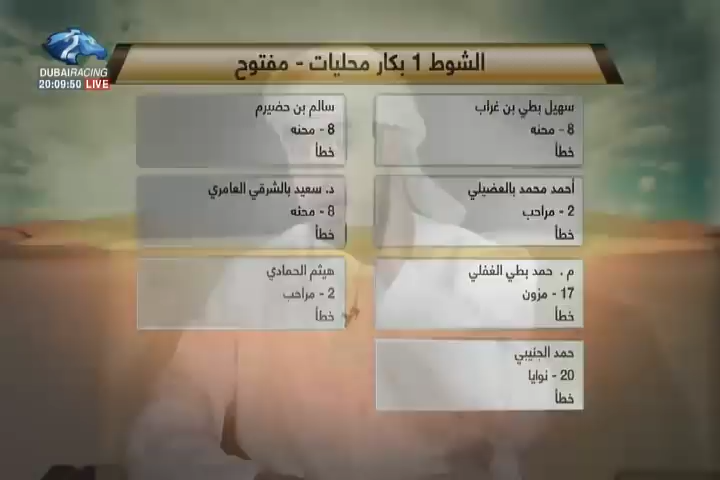 DUBAI RACING
20:09:50 LIVE
الشوط 1 بكار محليات - مفتوح
سهيل بطي بن غراب
8 - محنه
خطأ
أحمد محمد بالعضيلي
2 - مراحب
خطأ
م . حمد بطي الغفلي
17 - مزون
خطأ
حمد الجنيبي
20 - نوايا
خطأ
سالم بن حضيرم
8 - محنه
خطأ
د. سعيد بالشرقي العامري
8 - محنه
خطأ
هيثم الحمادي
2 - مراحب
خطأ